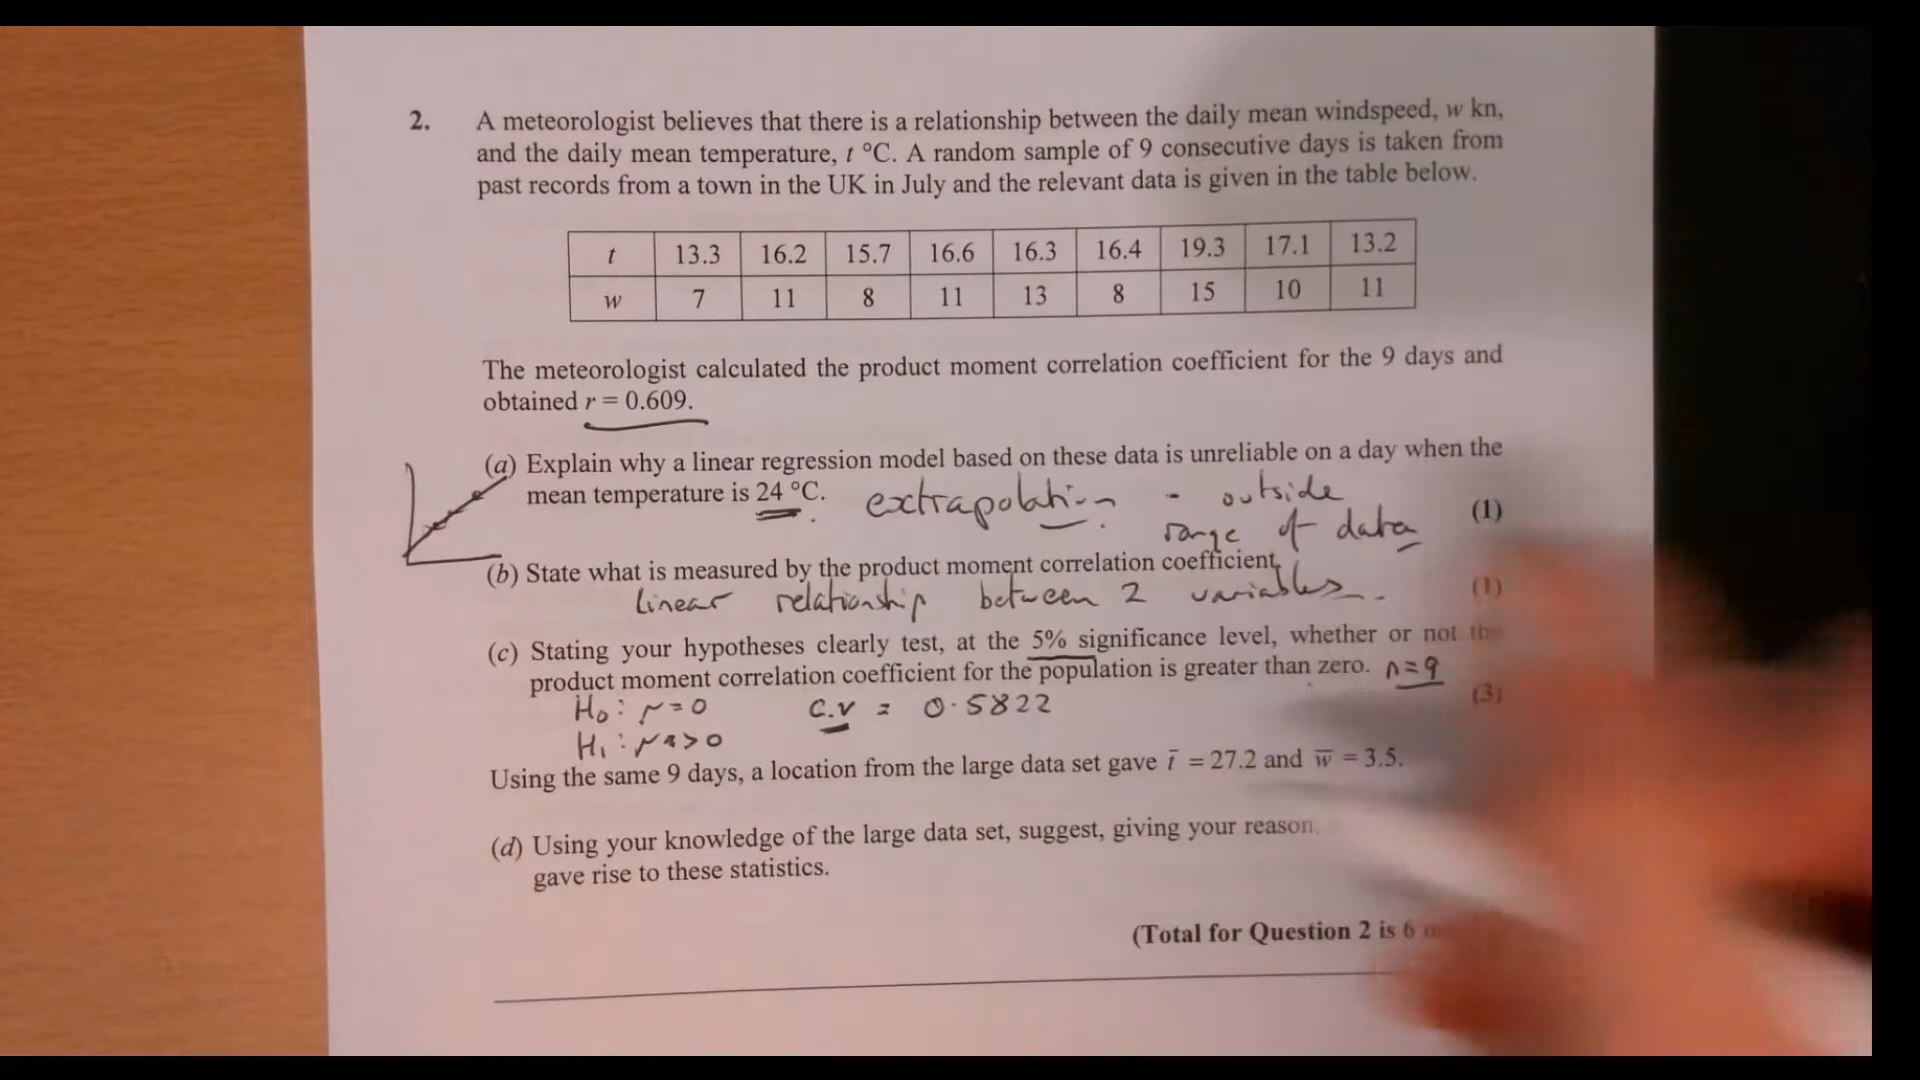 2. A meteorologist believes that there is a relationship between the daily mean windspeed, w kn,
and the daily mean temperature, t °C. A random sample of 9 consecutive days is taken from
past records from a town in the UK in July and the relevant data is given in the table below.
t 13.3 16.2 15.7 16.6 16.3 16.4 19.3 17.1 13.2
w 7 11 8 11 13 8 15 10 11
The meteorologist calculated the product moment correlation coefficient for the 9 days and
obtained r = 0.609.
(a) Explain why a linear regression model based on these data is unreliable on a day when the
mean temperature is 24 °C. extrapolation - outside
range of data (1)
(b) State what is measured by the product moment correlation coefficient.
linear relationship between 2 variables. (1)
(c) Stating your hypotheses clearly test, at the 5% significance level, whether or not the
product moment correlation coefficient for the population is greater than zero. n=9
(3)
H0: r=0 C.V = 0.5822
H1: >0
Using the same 9 days, a location from the large data set gave t̄ = 27.2 and w̄ = 3.5.
(d) Using your knowledge of the large data set, suggest, giving your reason,
gave rise to these statistics.
(Total for Question 2 is 6